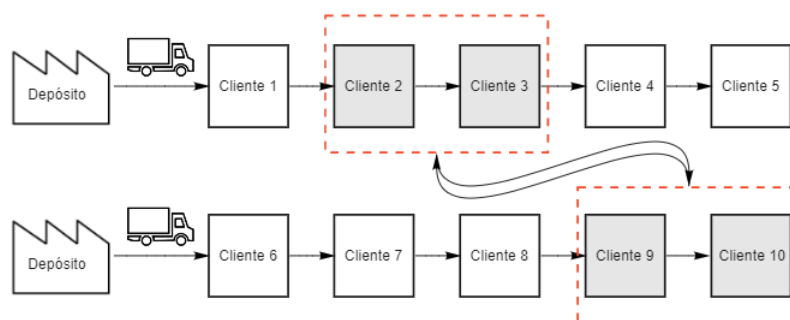 Depósito
Cliente 1
Cliente 2
Cliente 3
Cliente 4
Cliente 5
Depósito
Cliente 6
Cliente 7
Cliente 8
Cliente 9
Cliente 10